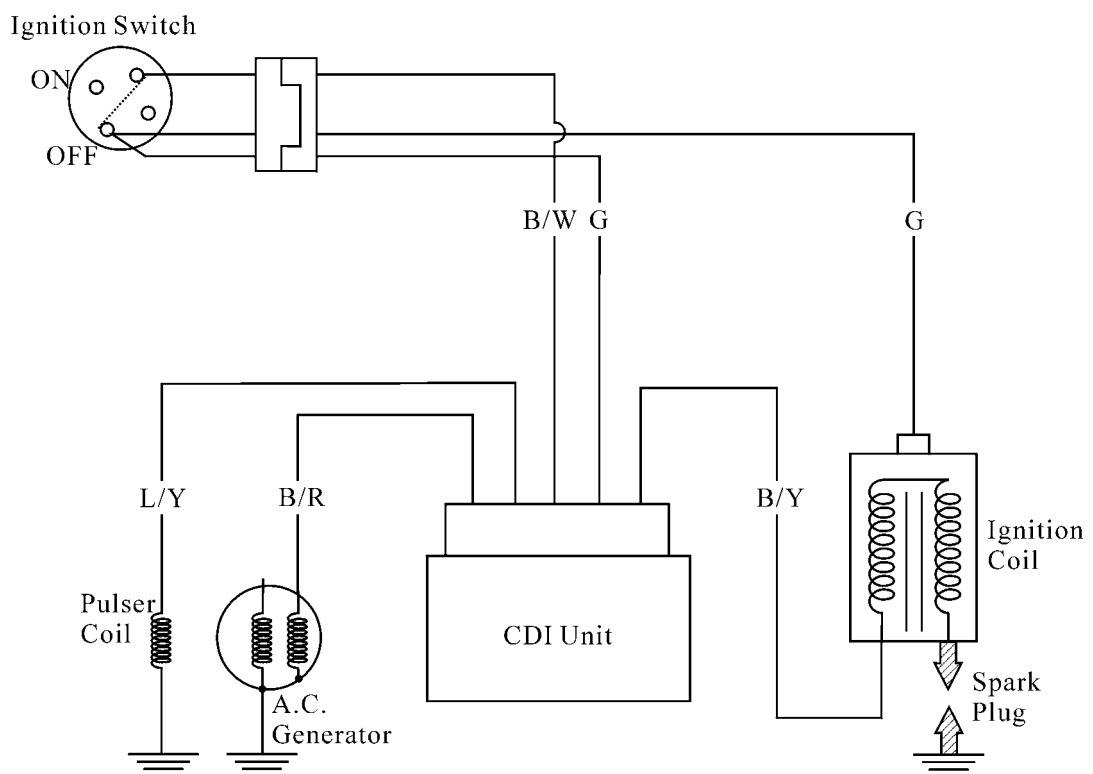 Ignition Switch
ON
OFF
B/W
G
G
L/Y
B/R
B/Y
Ignition
Coil
Pulser
Coil
CDI Unit
A.C.
Generator
Spark
Plug